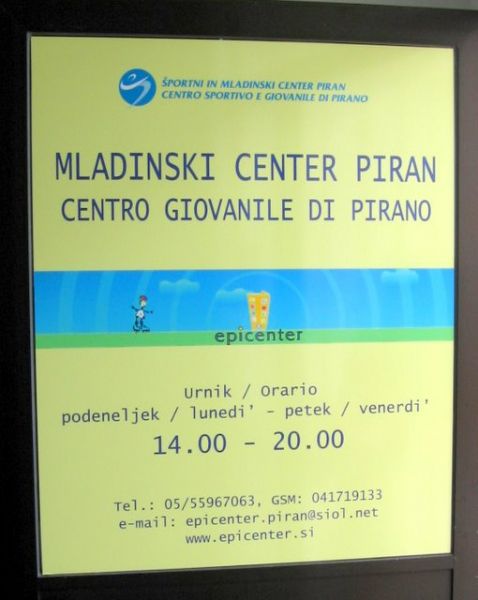 ŠPORTNI IN MLADINSKI CENTER PIRAN
CENTRO SPORTIVO E GIOVANILE DI PIRANO
MLADINSKI CENTER PIRAN
CENTRO GIOVANILE DI PIRANO
epicenter
Urnik / Orario
podeneljek / lunedi' - petek / venerdi'
14.00 - 20.00
Tel.: 05/55967063, GSM: 041719133
e-mail: epicenter.piran@siol.net
www.epicenter.si